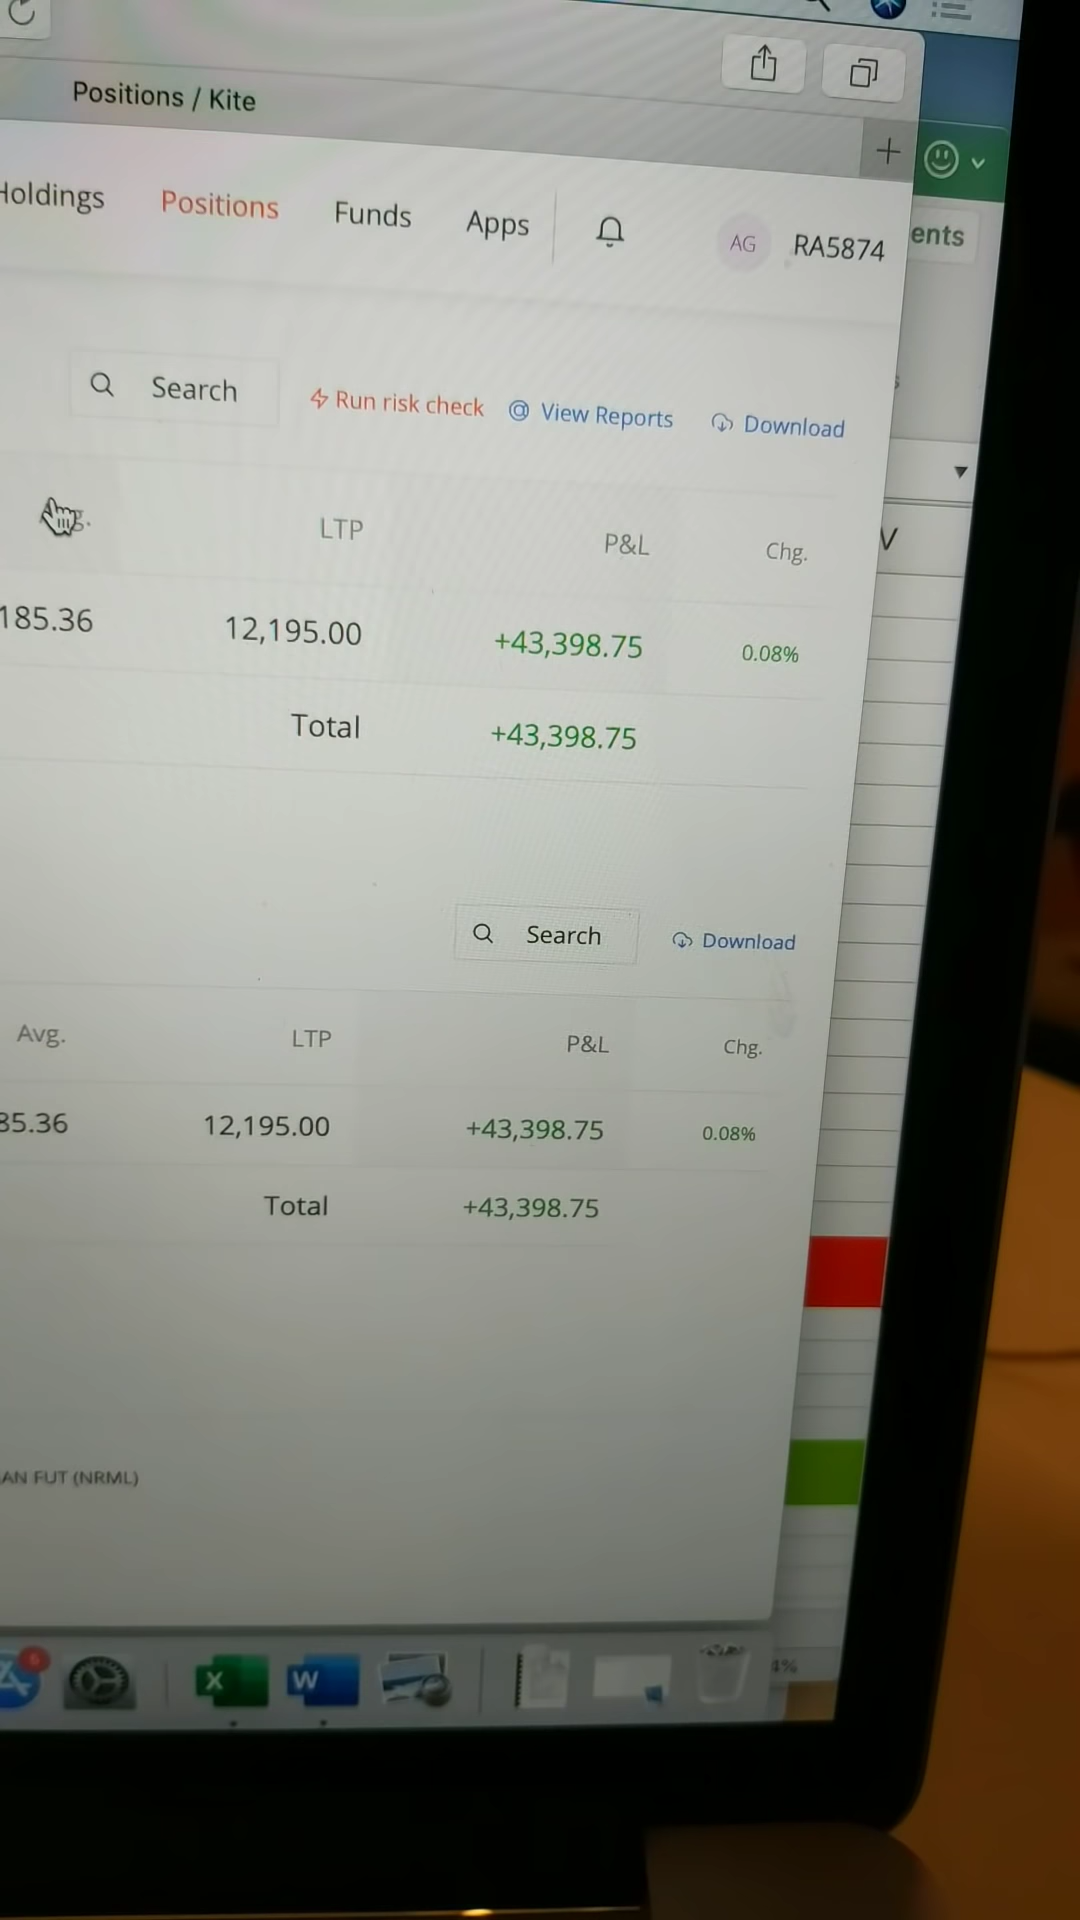 Positions / Kite
Holdings Positions Funds Apps AG RA5874
ents
Search Run risk check View Reports Download
LTP P&L Chg.
V
185.36 12,195.00 +43,398.75 0.08%
Total +43,398.75
Search Download
Avg. LTP P&L Chg.
85.36 12,195.00 +43,398.75 0.08%
Total +43,398.75
AN FUT (NRML)
X W
4%